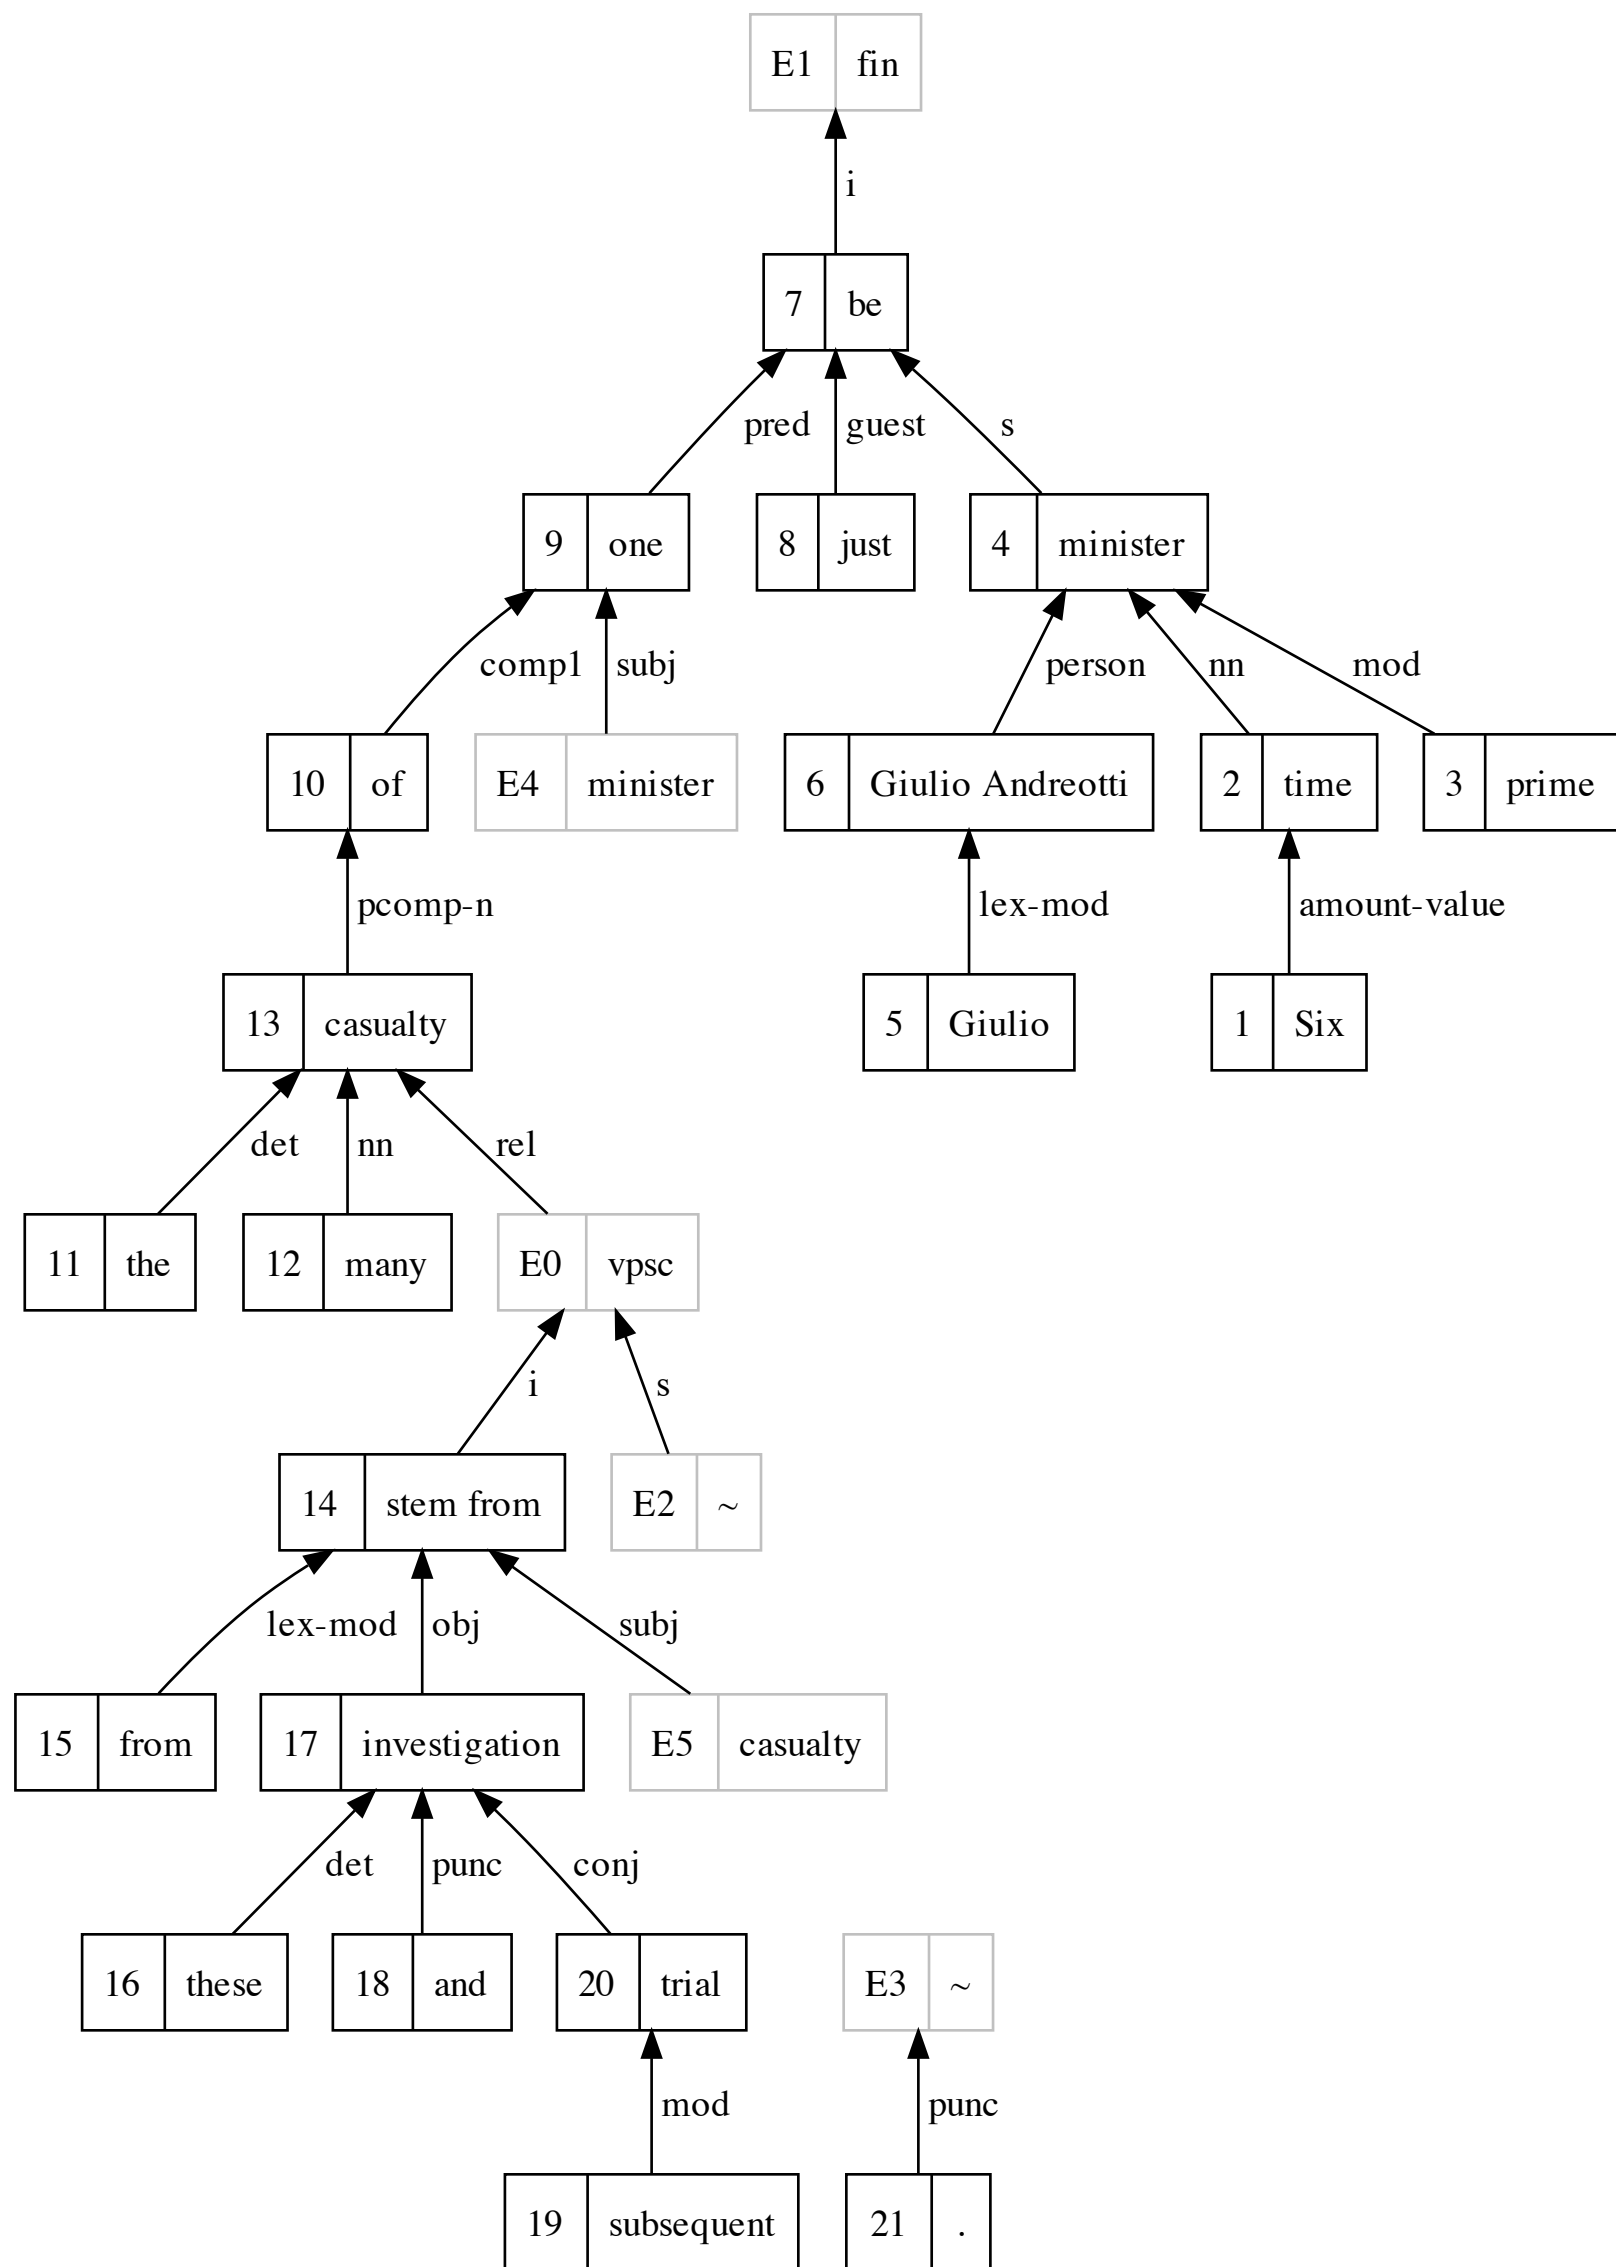 E1 fin
i
7 be
pred guest s
9 one 8 just 4 minister
comp1 subj person nn mod
10 of E4 minister 6 Giulio Andreotti 2 time 3 prime
pcomp-n lex-mod amount-value
13 casualty 5 Giulio 1 Six
det nn rel
11 the 12 many E0 vpsc
i s
14 stem from E2 ~
lex-mod obj subj
15 from 17 investigation E5 casualty
det punc conj
16 these 18 and 20 trial E3 ~
mod punc
19 subsequent 21 .